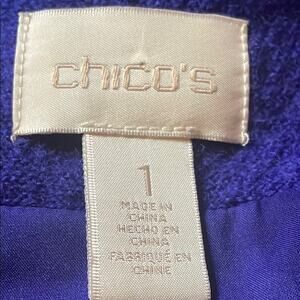 chico's
1
MADE IN
CHINA
HECHO EN
CHINA
FABRIQUÉ EN
CHINE